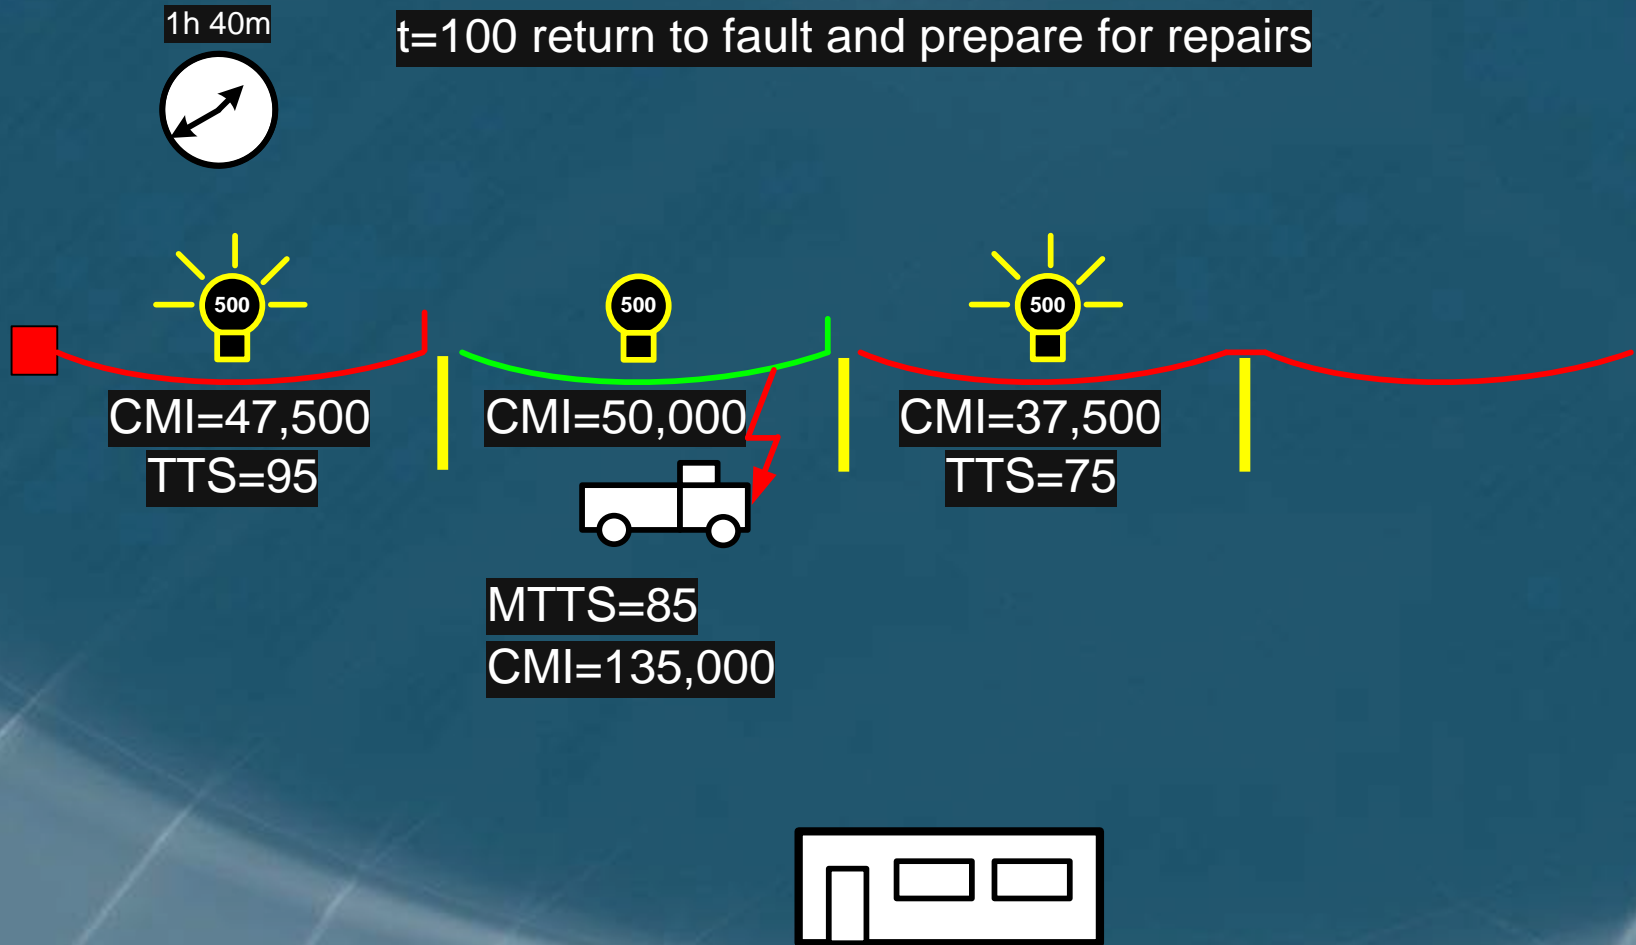 1h 40m
t=100 return to fault and prepare for repairs
500
500
500
CMI=47,500
CMI=50,000
CMI=37,500
TTS=95
TTS=75
MTTS=85
CMI=135,000